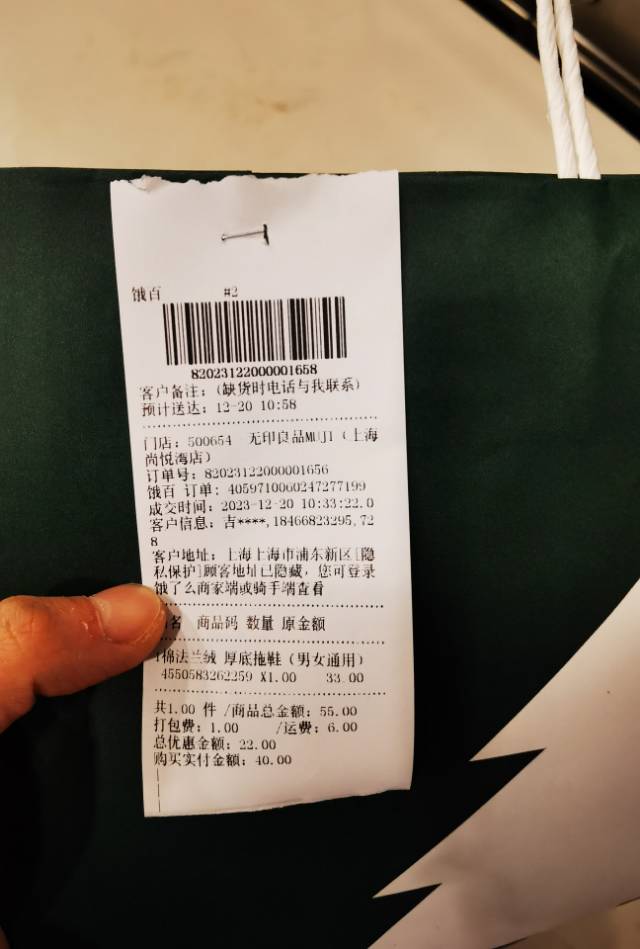 饿百 #2
82023122000001658
客户备注：(缺货时电话与我联系)
预计送达：12-20 10:58
门店：500654 无印良品MUJI（上海
尚悦湾店）
订单号：82023122000001656
饿百 订单：4059710060247277199
成交时间：2023-12-20 10:33:22.0
客户信息：吉****,18466823295,72
8
客户地址：上海上海市浦东新区[隐
私保护]顾客地址已隐藏，您可登录
饿了么商家端或骑手端查看
名 商品码 数量 原金额
棉法兰绒 厚底拖鞋（男女通用）
4550583262259 X1.00 33.00
共1.00 件 /商品总金额：55.00
打包费：1.00 /运费：6.00
总优惠金额：22.00
购买实付金额：40.00